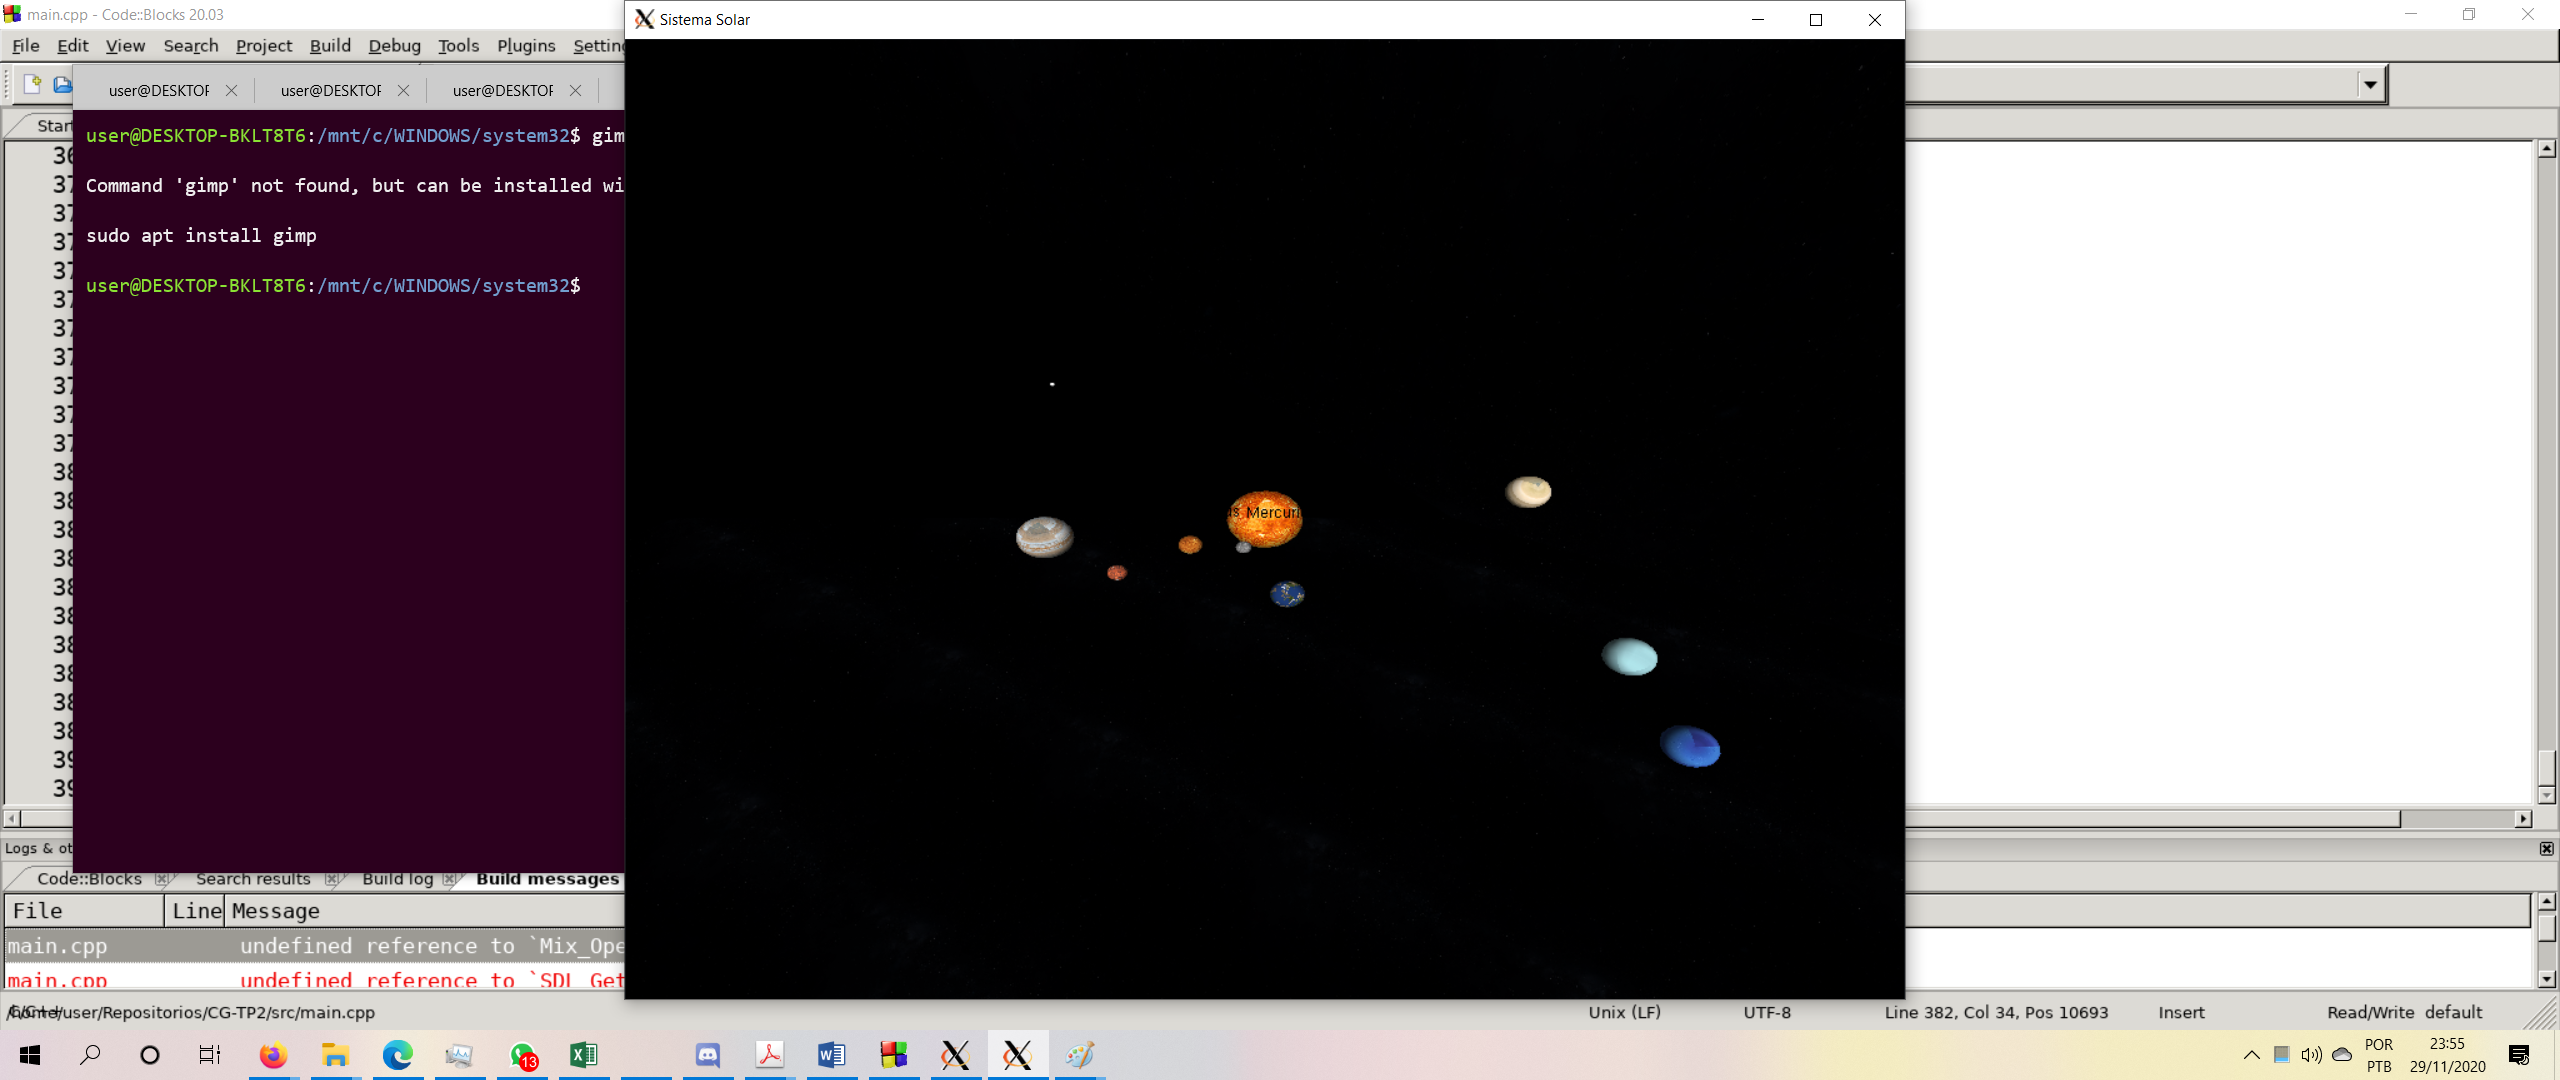 main.cpp - Code::Blocks 20.03
Sistema Solar
File Edit View Search Project Build Debug Tools Plugins
user@DESKTOP user@DESKTOP user@DESKTOP
Start
user@DESKTOP-BKLT8T6:/mnt/c/WINDOWS/system32$ gim
Command 'gimp' not found, but can be installed wi
sudo apt install gimp
user@DESKTOP-BKLT8T6:/mnt/c/WINDOWS/system32$
36
37
37
37
37
37
37
37
37
37
37
38
38
38
38
38
38
38
38
38
38
39
39
Mercuri
Logs & ot
Code::Blocks Search results Build log Build messages
File Line Message
main.cpp undefined reference to `Mix_Ope
main.cpp undefined reference to `SDL_Get
/home/user/Repositorios/CG-TP2/src/main.cpp Unix (LF) UTF-8 Line 382, Col 34, Pos 10693 Insert Read/Write default
13
POR
PTB
23:55
29/11/2020